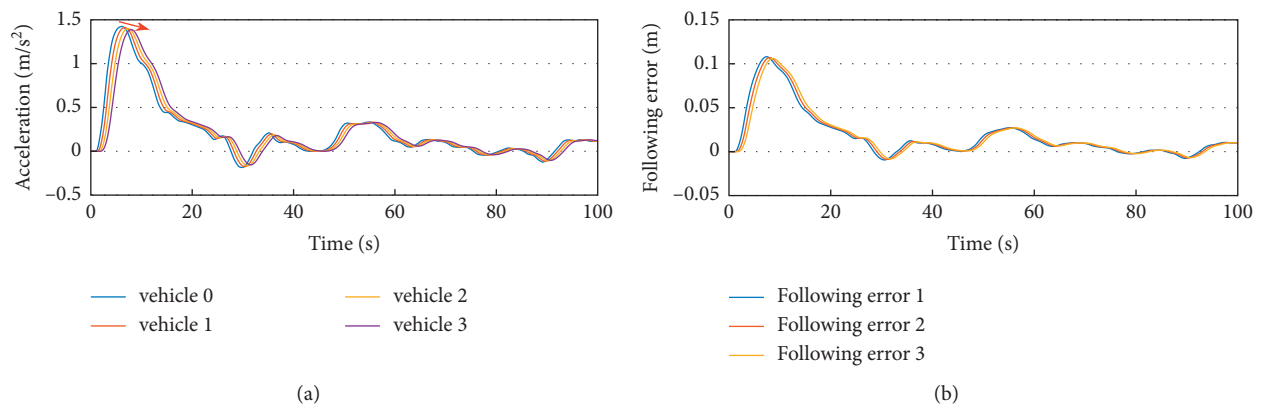 Acceleration (m/s²)
1.5
1
0.5
0
–0.5
0 20 40 60 80 100
Time (s)
vehicle 0
vehicle 1
vehicle 2
vehicle 3
(a)
Following error (m)
0.15
0.1
0.05
0
–0.05
0 20 40 60 80 100
Time (s)
Following error 1
Following error 2
Following error 3
(b)